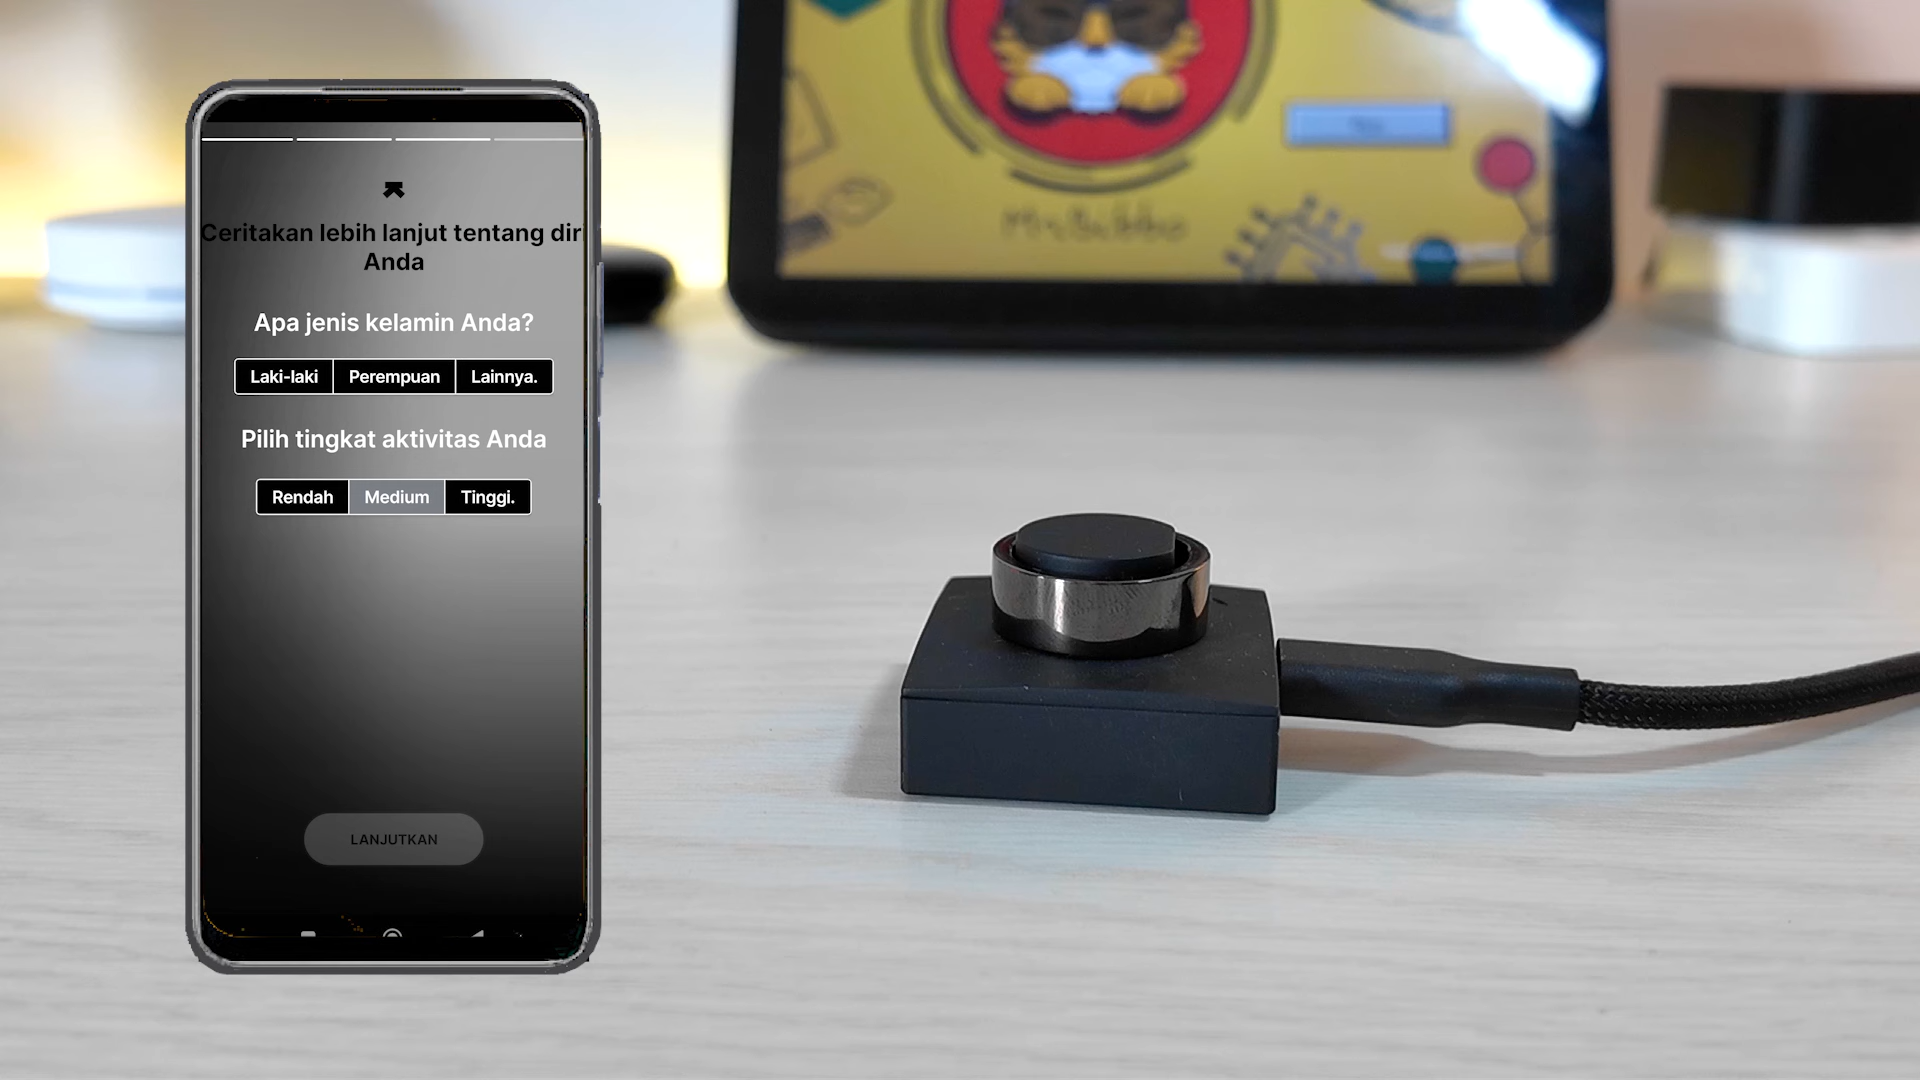 Ceritakan lebih lanjut tentang diri
Anda
Apa jenis kelamin Anda?
Laki-laki Perempuan Lainnya.
Pilih tingkat aktivitas Anda
Rendah Medium Tinggi.
LANJUTKAN